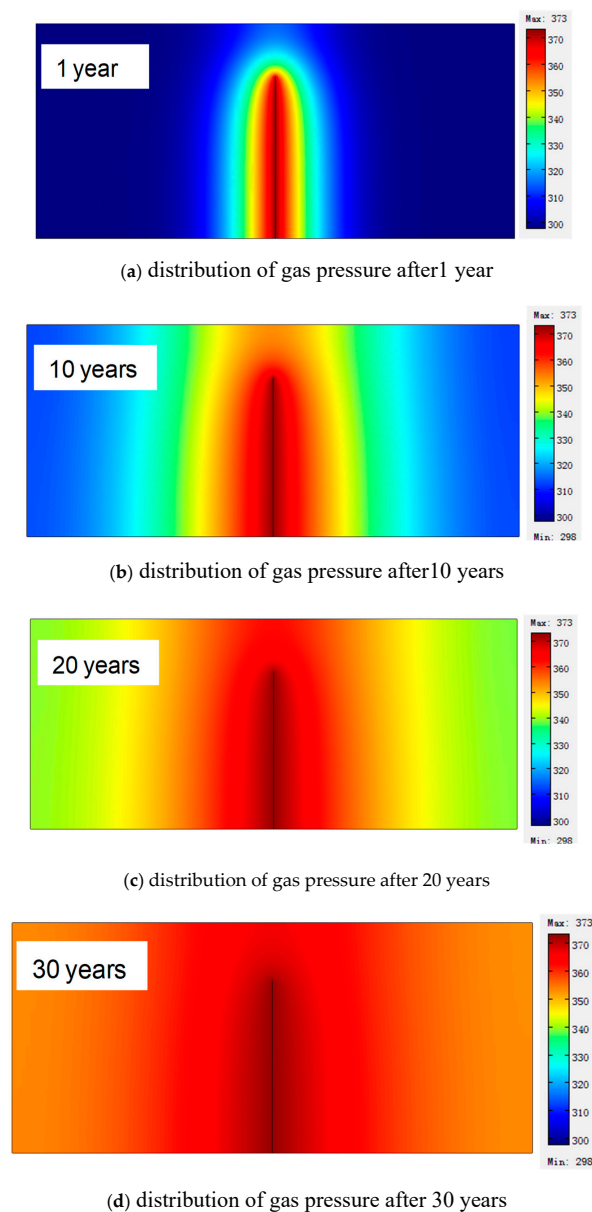 Max: 373
370
1 year
360
350
340
330
320
310
300
(a) distribution of gas pressure after1 year
Max: 373
370
10 years
360
350
340
330
320
310
300
Min: 298
(b) distribution of gas pressure after10 years
Max: 373
370
20 years
360
350
340
330
320
310
300
Min: 298
(c) distribution of gas pressure after 20 years
Max: 373
370
30 years
360
350
340
330
320
310
300
Min: 298
(d) distribution of gas pressure after 30 years